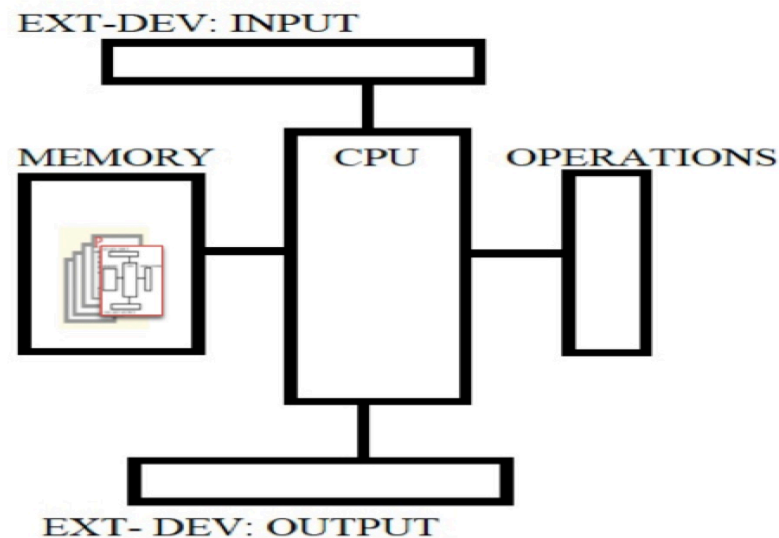 EXT-DEV: INPUT
MEMORY
CPU
OPERATIONS
EXT- DEV: OUTPUT